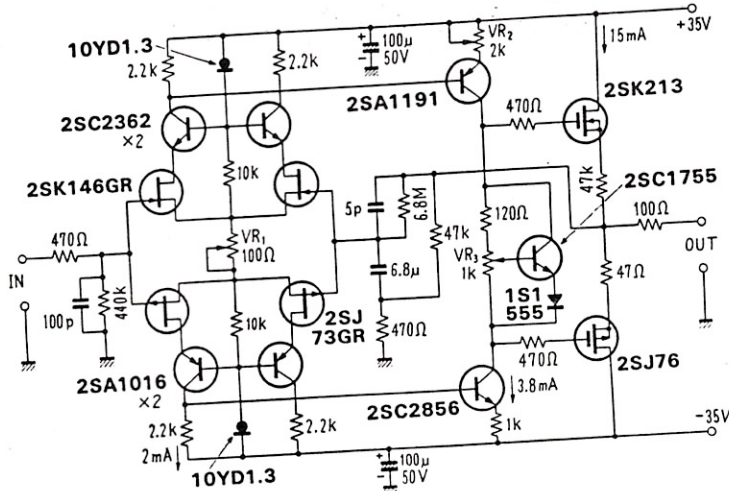 10YD1.3
2.2k
2.2k
100μ
50V
VR2
2k
15mA
+35V
2SA1191
2SK213
2SC2362
×2
470Ω
2SK146GR
10k
47k
2SC1755
5p
6.8M
120Ω
100Ω
470Ω
VR1
100Ω
47k
VR3
1k
IN
OUT
6.8μ
47Ω
1S1
555
100p
440k
10k
2SJ
73GR
470Ω
470Ω
2SJ76
2SA1016
×2
2SC2856
3.8mA
2.2k
2mA
2.2k
1k
-35V
10YD1.3
100μ
50V